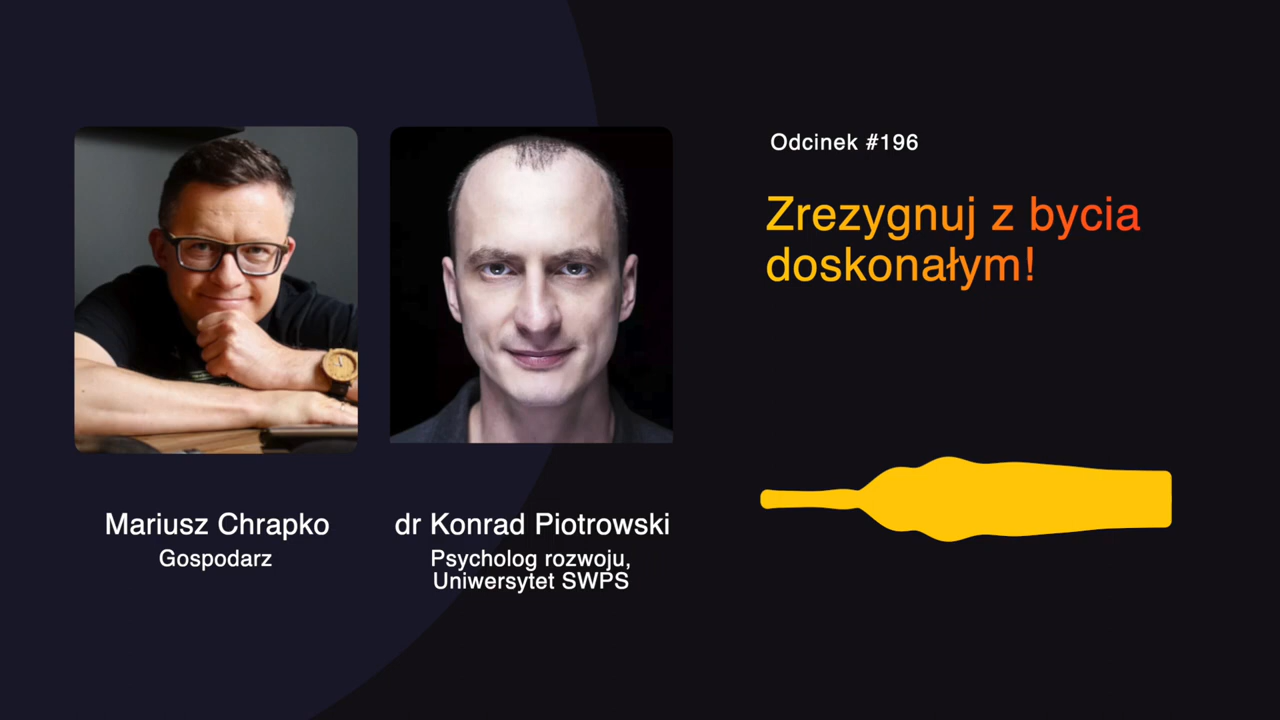 Odcinek #196
Zrezygnuj z bycia
doskonałym!
Mariusz Chrapko
Gospodarz
dr Konrad Piotrowski
Psycholog rozwoju,
Uniwersytet SWPS